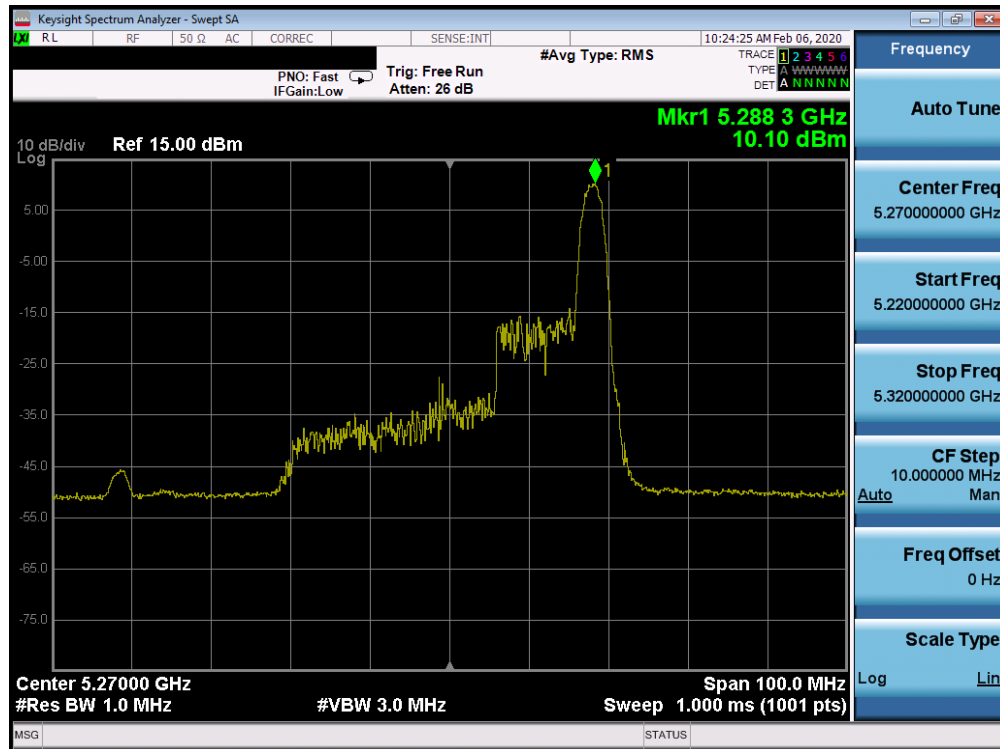 Keysight Spectrum Analyzer - Swept SA
LXI RL RF 50 Ω AC CORREC SENSE:INT 10:24:25 AM Feb 06, 2020
#Avg Type: RMS
TRACE 1 2 3 4 5 6
TYPE A WWWWW
DET A N N N N N
PNO: Fast
IFGain:Low
Trig: Free Run
Atten: 26 dB
Mkr1 5.288 3 GHz
10.10 dBm
10 dB/div Ref 15.00 dBm
Log
1
5.00
-5.00
-15.0
-25.0
-35.0
-45.0
-55.0
-65.0
-75.0
Center 5.27000 GHz Span 100.0 MHz
#Res BW 1.0 MHz #VBW 3.0 MHz Sweep 1.000 ms (1001 pts)
MSG STATUS
Frequency
Auto Tune
Center Freq
5.270000000 GHz
Start Freq
5.220000000 GHz
Stop Freq
5.320000000 GHz
CF Step
10.000000 MHz
Auto Man
Freq Offset
0 Hz
Scale Type
Log Lin